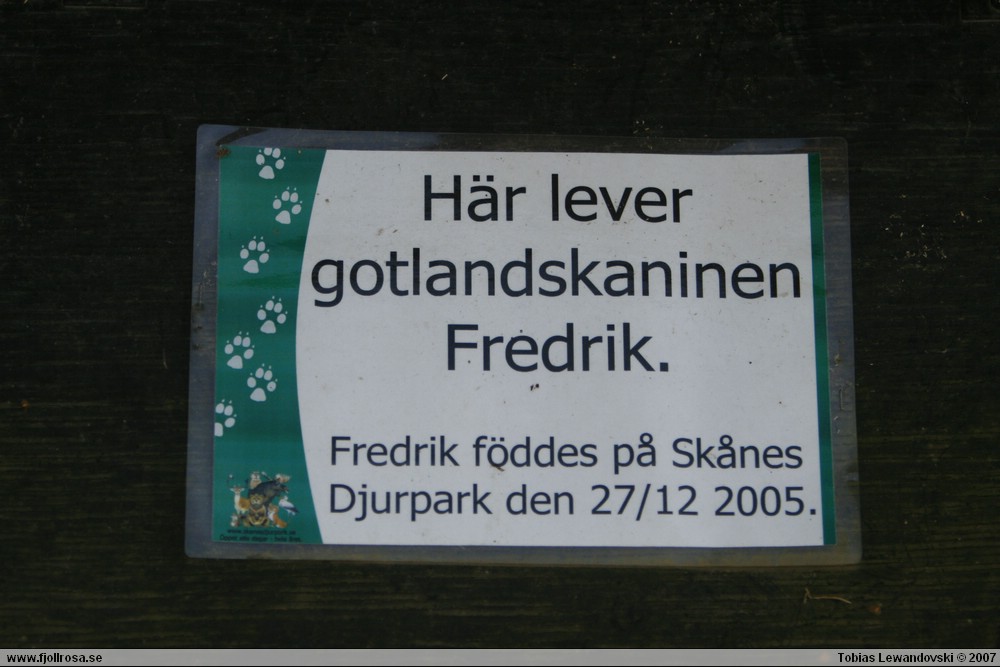 Här lever
gotlandskaninen
Fredrik.
Fredrik föddes på Skånes
Djurpark den 27/12 2005.
www.fjollrosa.se
Tobias Lewandovski © 2007